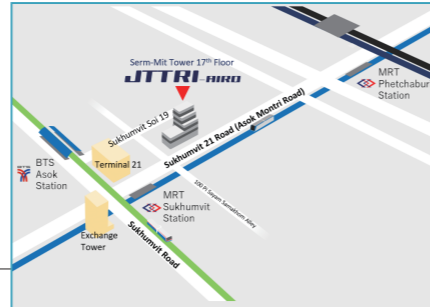 Serm-Mit Tower 17th Floor
JTTRI-AIRO
MRT
Phetchaburi
Station
Sukhumvit Soi 19
Sukhumvit 21 Road (Asok Montri Road)
BTS
Asok
Station
Terminal 21
MRT
Sukhumvit
Station
Exchange
Tower
Sukhumvit Road